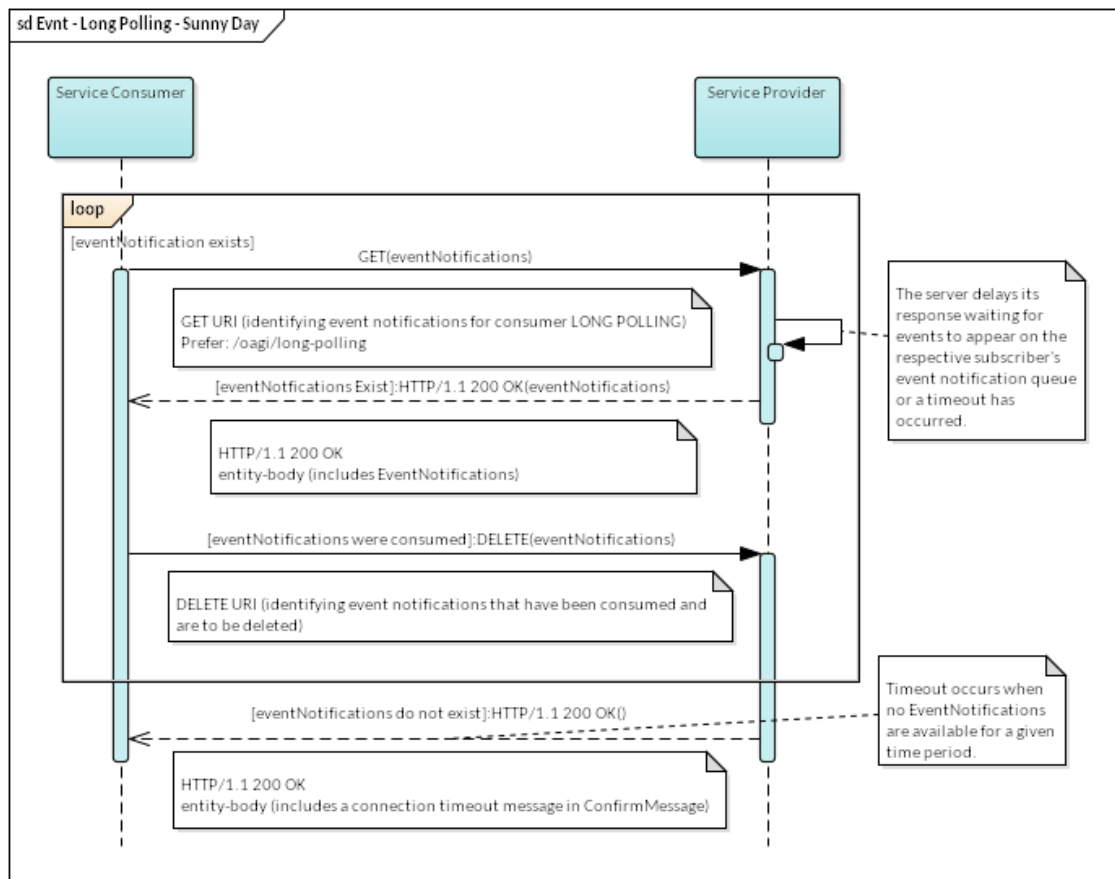 sd Evnt - Long Polling - Sunny Day
Service Consumer
Service Provider
loop
[eventNotification exists]
GET(eventNotifications)
GET URI (identifying event notifications for consumer LONG POLLING)
Prefer: /oagi/long-polling
The server delays its
response waiting for
events to appear on the
respective subscriber's
event notification queue
or a timeout has
occurred.
[eventNotfications Exist]:HTTP/1.1 200 OK(eventNotifications)
HTTP/1.1 200 OK
entity-body (includes EventNotifications)
[eventNotifications were consumed]:DELETE(eventNotifications)
DELETE URI (identifying event notifications that have been consumed and
are to be deleted)
[eventNotifications do not exist]:HTTP/1.1 200 OK()
Timeout occurs when
no EventNotifications
are available for a given
time period.
HTTP/1.1 200 OK
entity-body (includes a connection timeout message in ConfirmMessage)